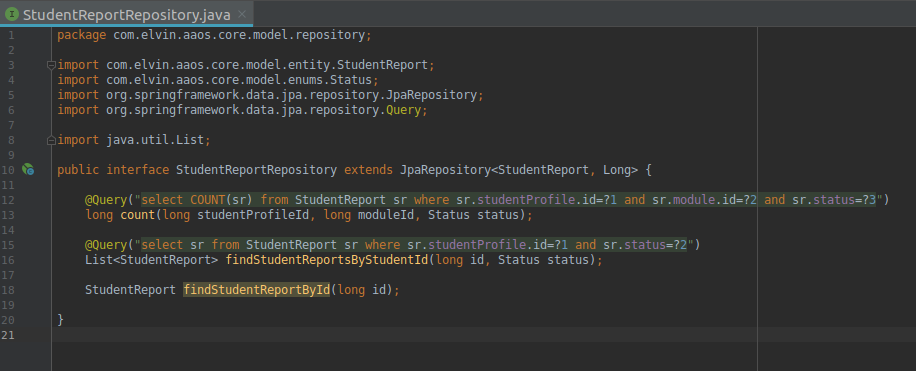 StudentReportRepository.java
1 package com.elvin.aaos.core.model.repository;
2
3 import com.elvin.aaos.core.model.entity.StudentReport;
4 import com.elvin.aaos.core.model.enums.Status;
5 import org.springframework.data.jpa.repository.JpaRepository;
6 import org.springframework.data.jpa.repository.Query;
7
8 import java.util.List;
9
10 public interface StudentReportRepository extends JpaRepository<StudentReport, Long> {
11
12 @Query("select COUNT(sr) from StudentReport sr where sr.studentProfile.id=?1 and sr.module.id=?2 and sr.status=?3")
13 long count(long studentProfileId, long moduleId, Status status);
14
15 @Query("select sr from StudentReport sr where sr.studentProfile.id=?1 and sr.status=?2")
16 List<StudentReport> findStudentReportsByStudentId(long id, Status status);
17
18 StudentReport findStudentReportById(long id);
19
20 }
21